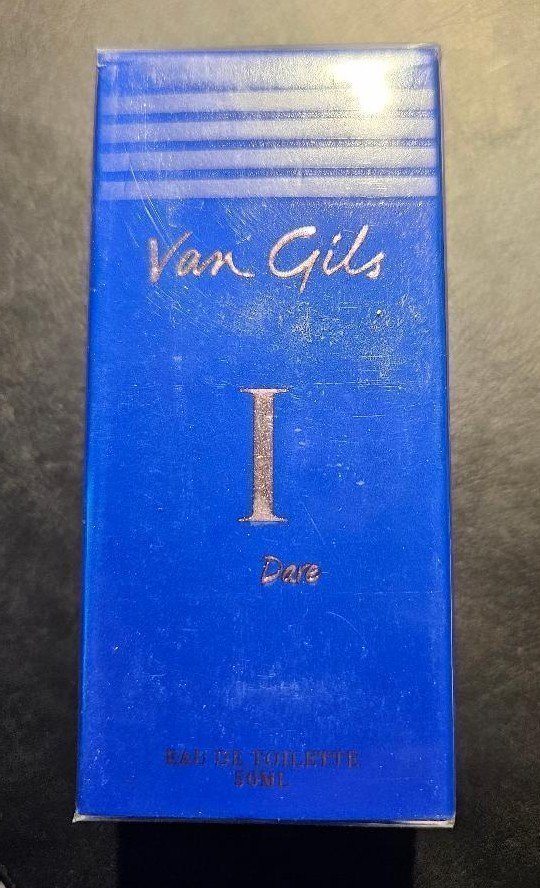 Van Gils
I
Dare
EAU DE TOILETTE
50ML